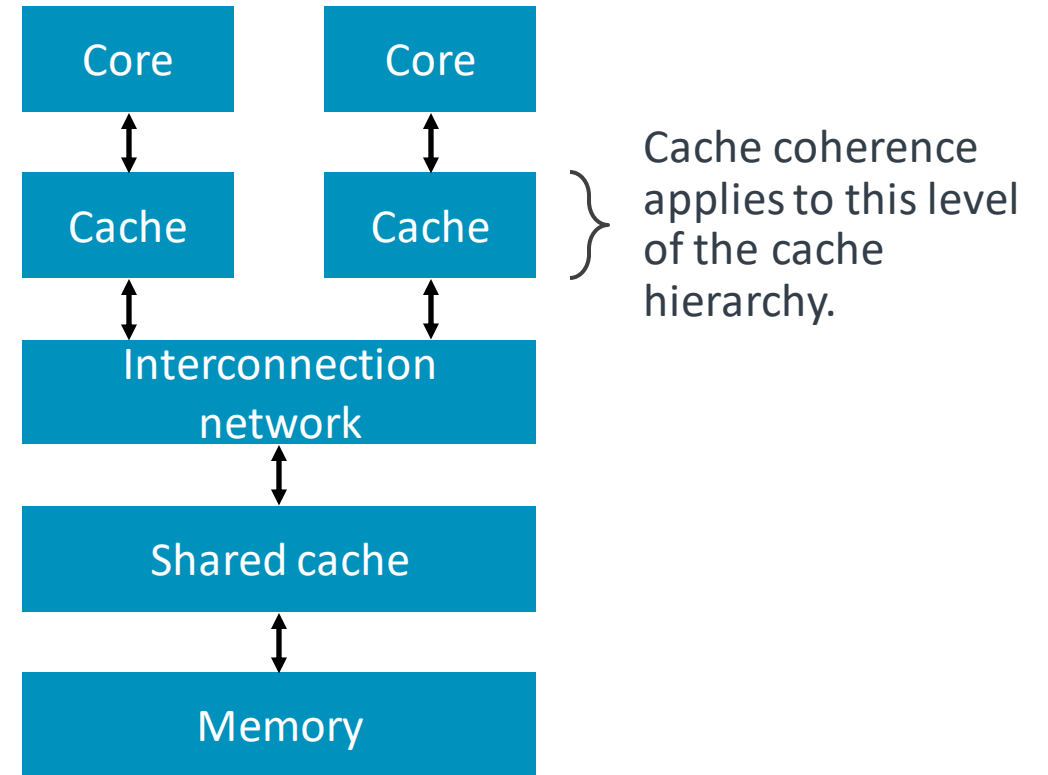 Core
Core
Cache
Cache
Cache coherence
applies to this level
of the cache
hierarchy.
Interconnection
network
Shared cache
Memory